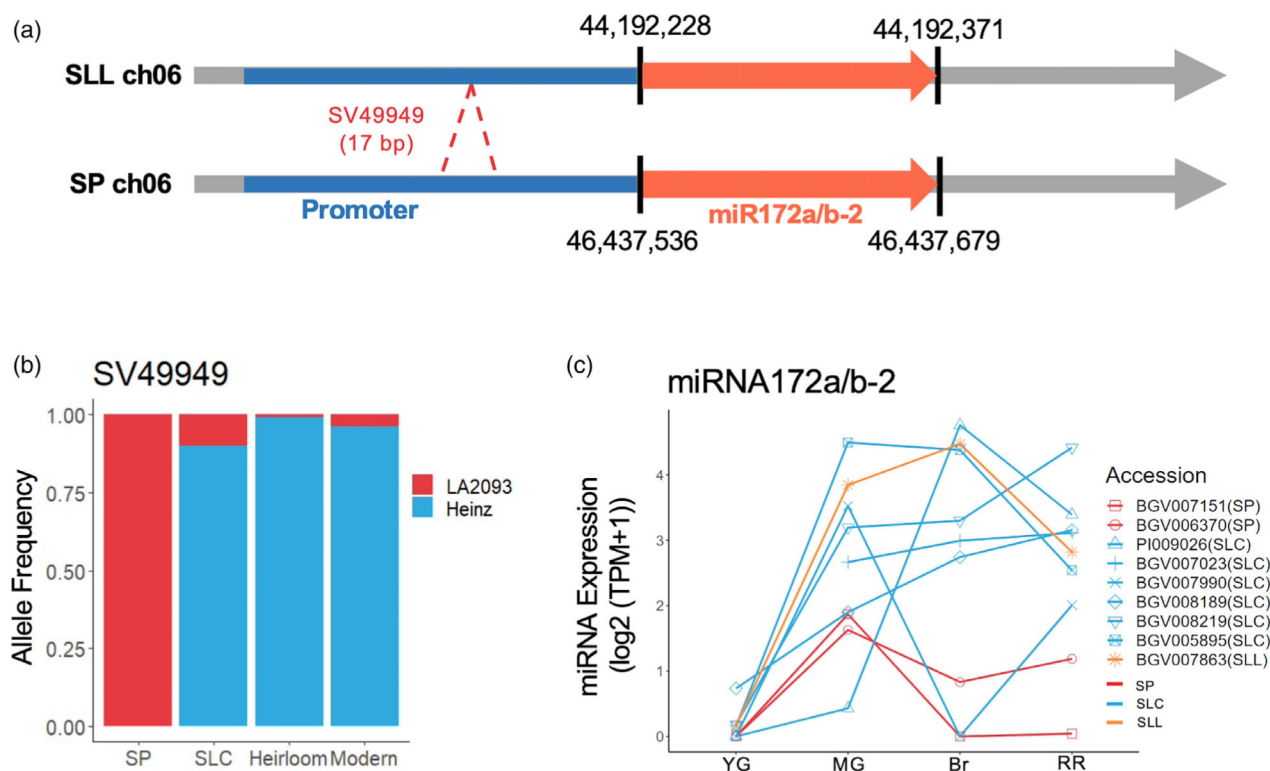 (a)
44,192,228
44,192,371
SLL ch06
SV49949
(17 bp)
SP ch06
Promoter
miR172a/b-2
46,437,536
46,437,679
(b)
SV49949
Allele Frequency
1.00
0.75
0.50
0.25
0.00
SP
SLC
Heirloom
Modern
LA2093
Heinz
(c)
miRNA172a/b-2
miRNA Expression
(log2 (TPM+1))
4
3
2
1
0
YG
MG
Br
RR
Accession
BGV007151(SP)
BGV006370(SP)
PI009026(SLC)
BGV007023(SLC)
BGV007990(SLC)
BGV008189(SLC)
BGV008219(SLC)
BGV005895(SLC)
BGV007863(SLL)
SP
SLC
SLL